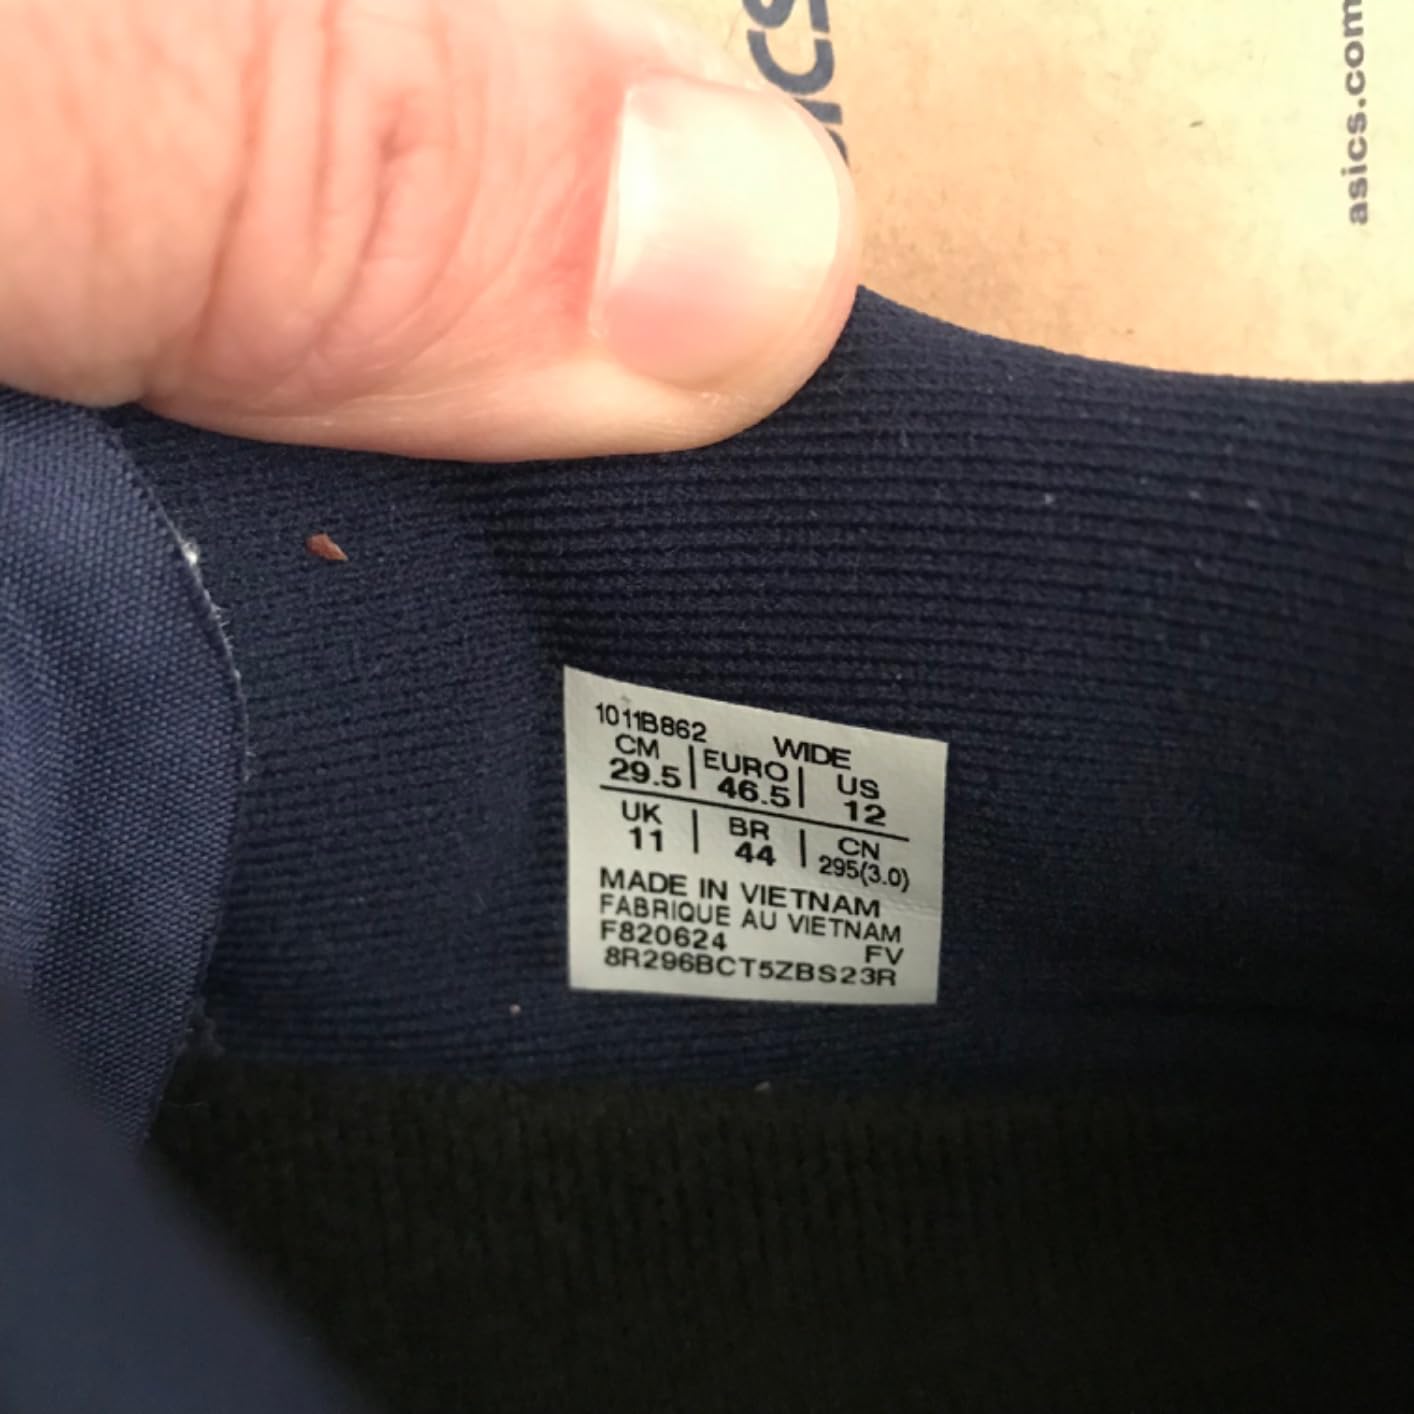 asics.com
1011B862 WIDE
CM | EURO | US
29.5 | 46.5 | 12
UK | BR | CN
11 | 44 | 295(3.0)
MADE IN VIETNAM
FABRIQUE AU VIETNAM
F820624 FV
8R296BCT5ZBS23R